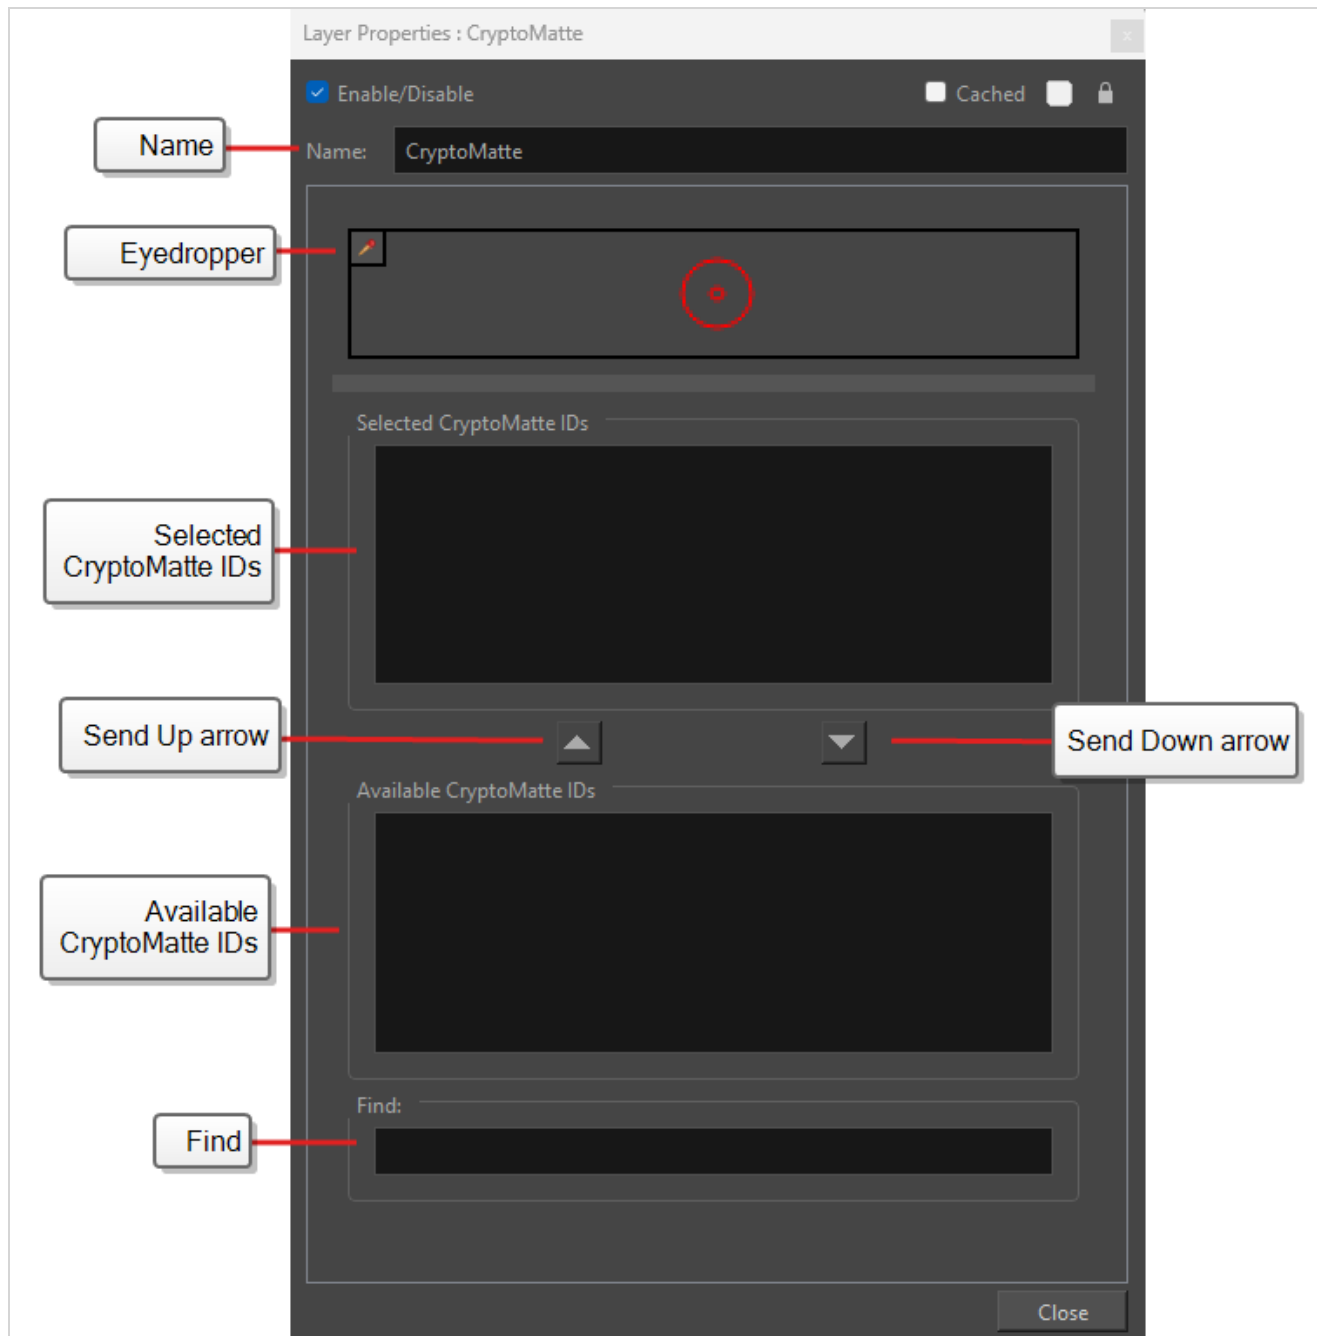 Layer Properties : CryptoMatte
x
Enable/Disable
Cached
Name
Name:
CryptoMatte
Eyedropper
Selected CryptoMatte IDs
Selected
CryptoMatte IDs
Send Up arrow
Send Down arrow
Available CryptoMatte IDs
Available
CryptoMatte IDs
Find:
Find
Close